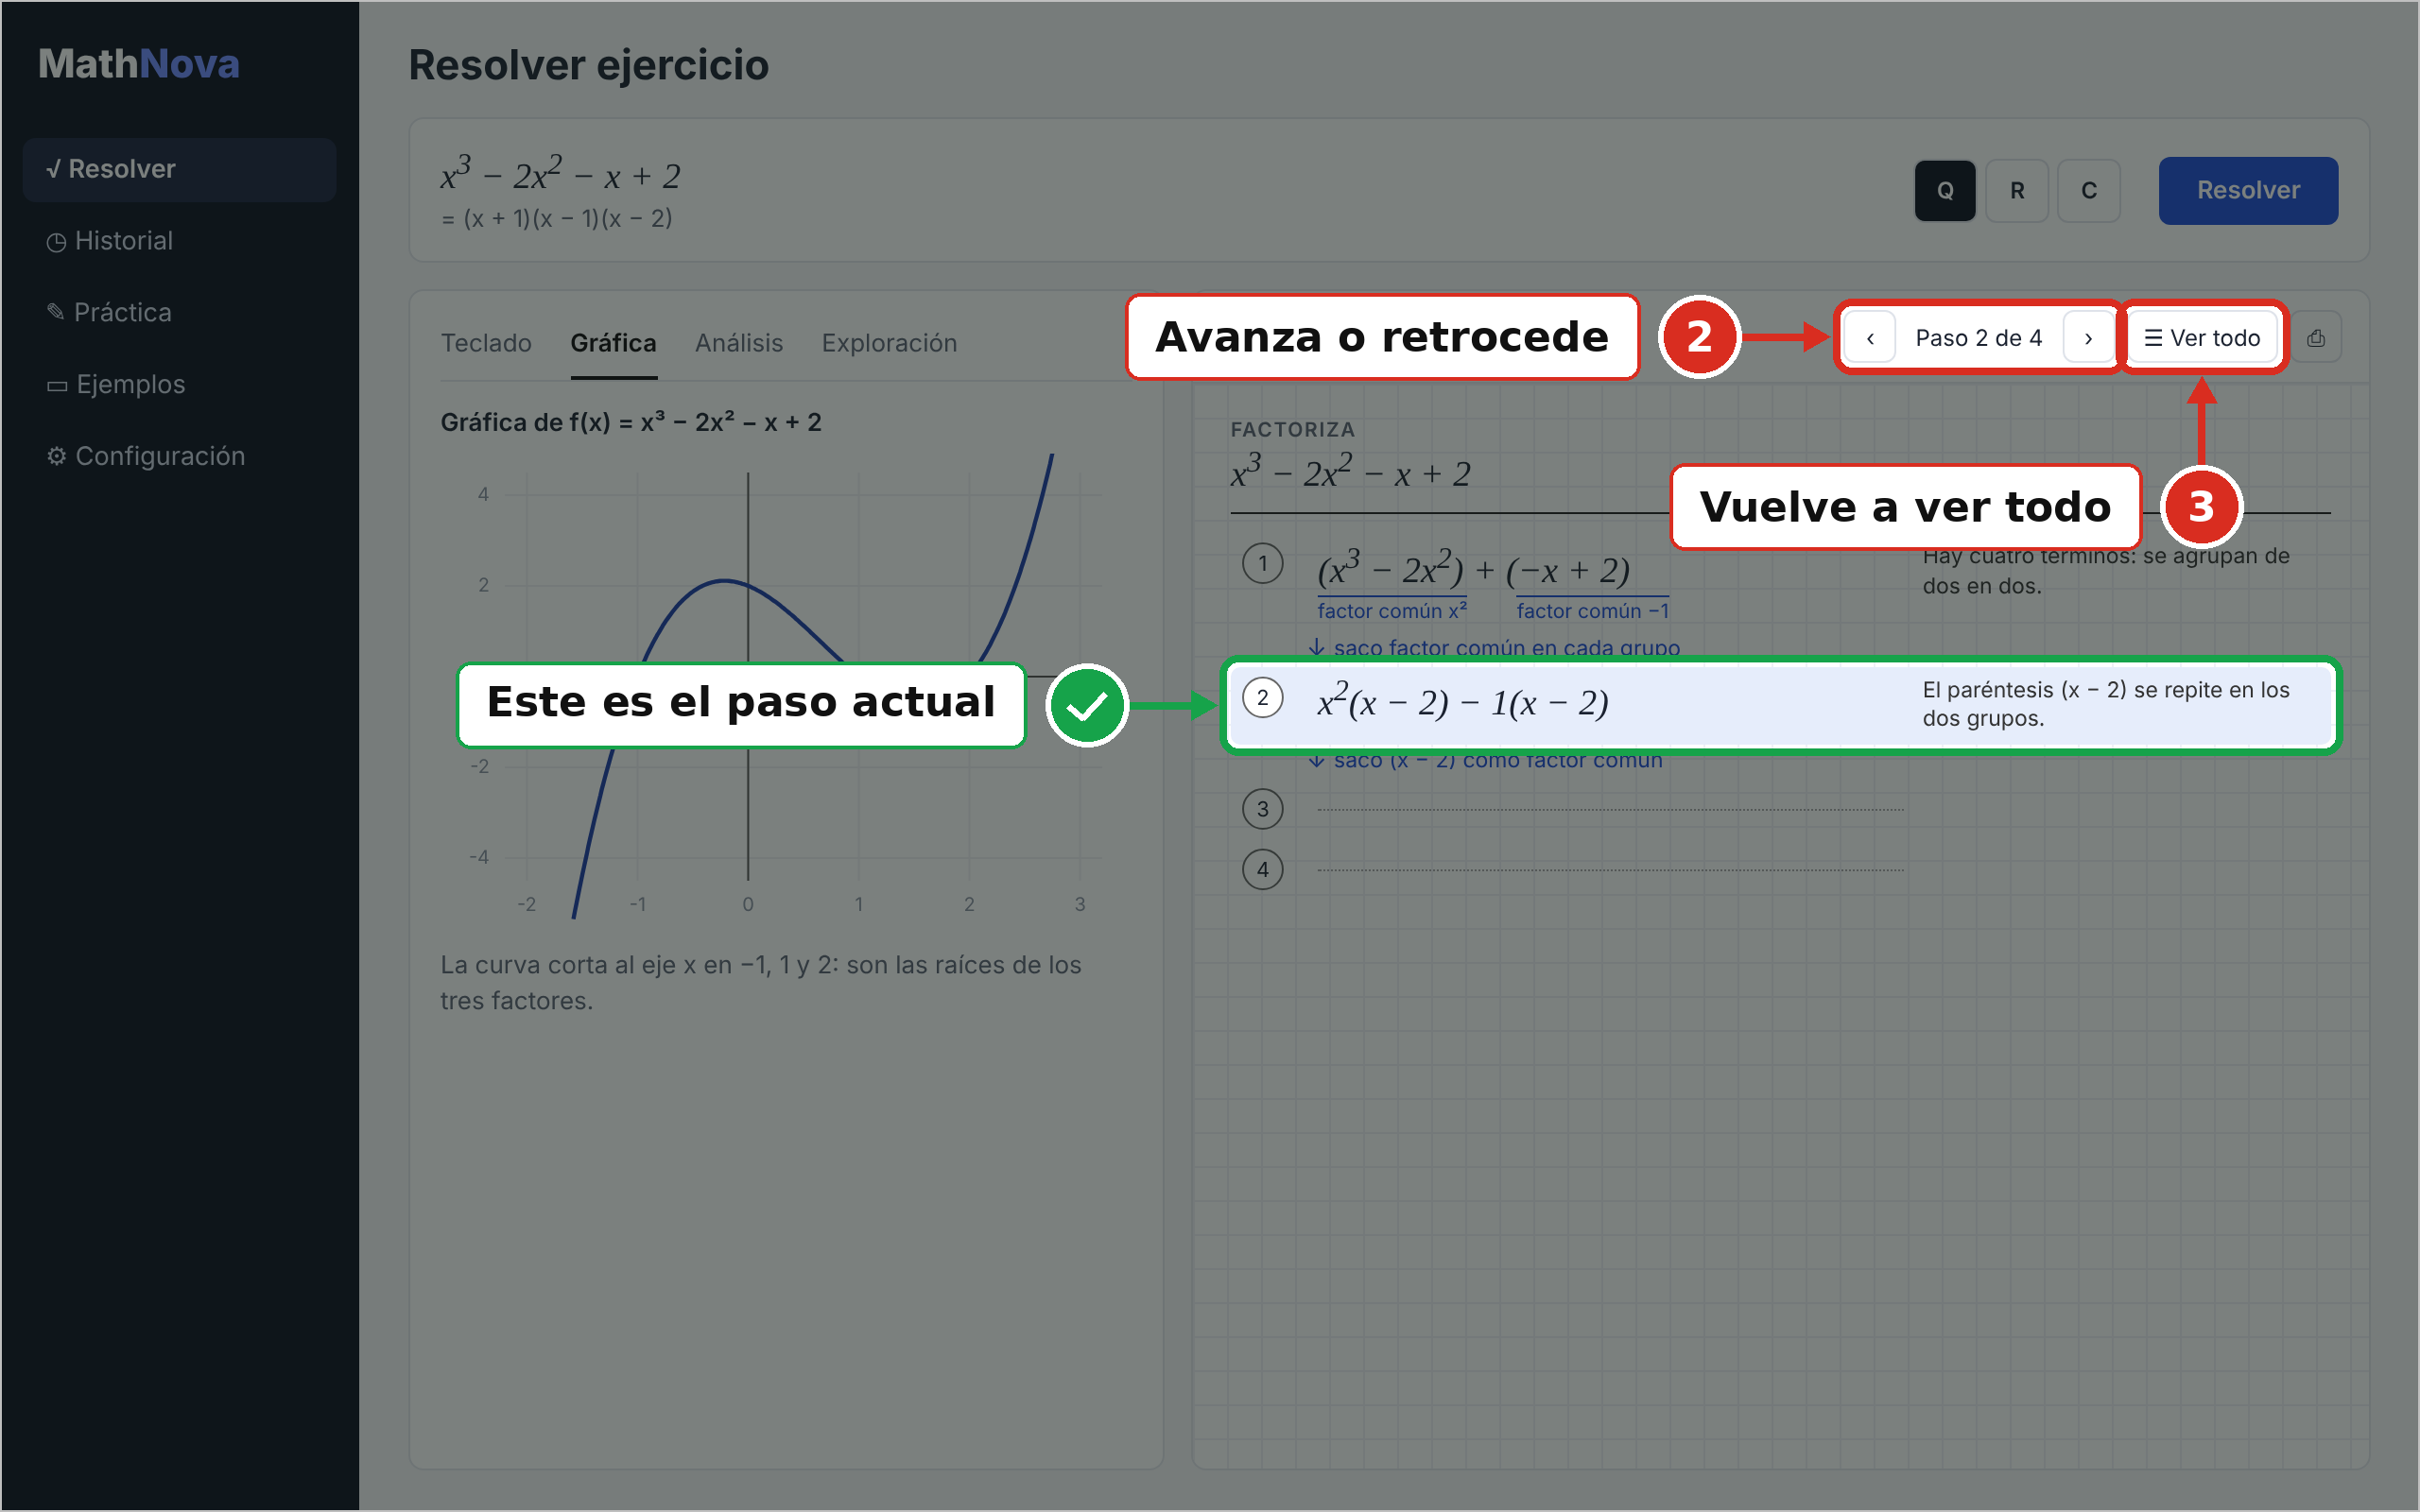 MathNova
√ Resolver
Historial
Práctica
Ejemplos
Configuración
Resolver ejercicio
x³ − 2x² − x + 2
= (x + 1)(x − 1)(x − 2)
Q R C Resolver
Teclado Gráfica Análisis Exploración
Gráfica de f(x) = x³ − 2x² − x + 2
4
2
-2
-4
-2 -1 0 1 2 3
La curva corta al eje x en −1, 1 y 2: son las raíces de los
tres factores.
Avanza o retrocede 2
‹ Paso 2 de 4 › ☰ Ver todo
FACTORIZA
x³ − 2x² − x + 2
Vuelve a ver todo 3
1 (x³ − 2x²) + (−x + 2)
factor común x² factor común −1
Hay cuatro términos: se agrupan de
dos en dos.
↓ saco factor común en cada grupo
Este es el paso actual
2 x²(x − 2) − 1(x − 2)
El paréntesis (x − 2) se repite en los
dos grupos.
↓ saco (x − 2) como factor común
3
4